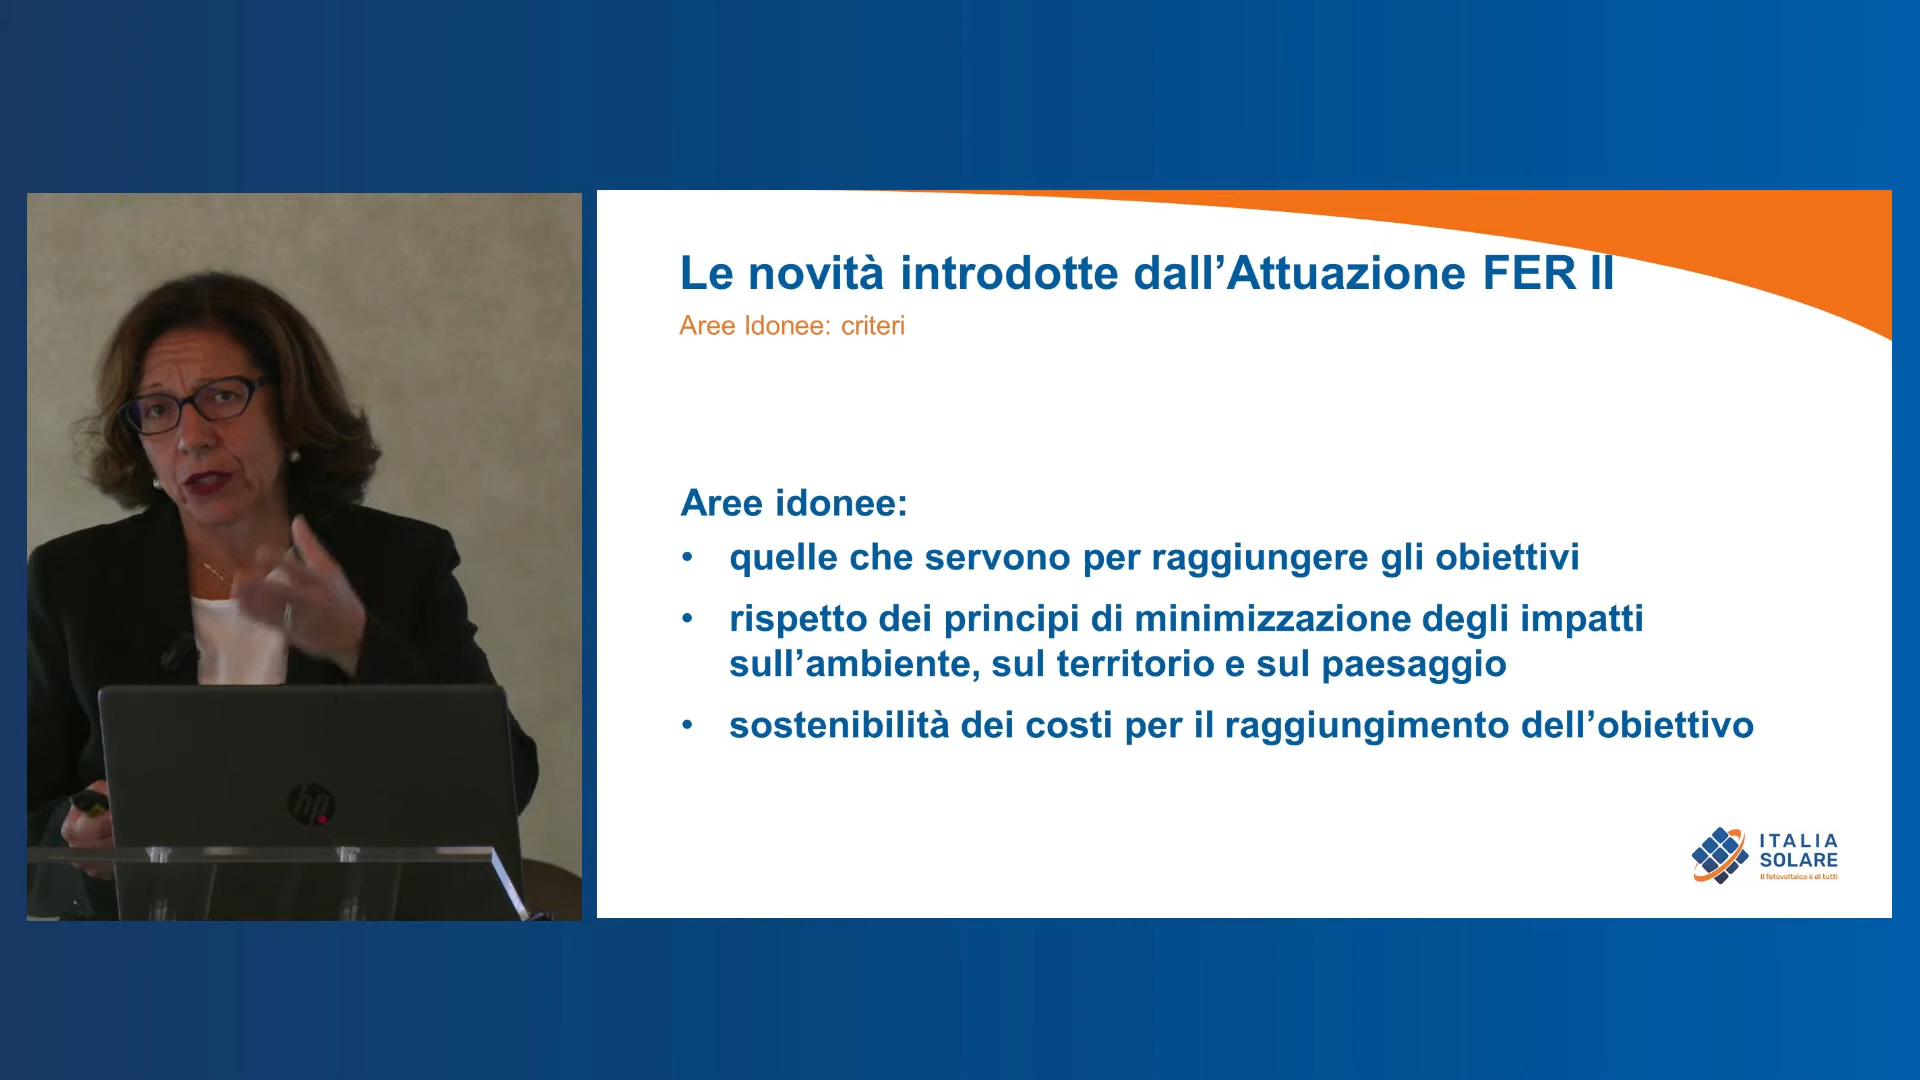 Le novità introdotte dall’Attuazione FER II
Aree Idonee: criteri
Aree idonee:
• quelle che servono per raggiungere gli obiettivi
• rispetto dei principi di minimizzazione degli impatti
sull’ambiente, sul territorio e sul paesaggio
• sostenibilità dei costi per il raggiungimento dell’obiettivo
ITALIA
SOLARE
Il fotovoltaico è di tutti
hp